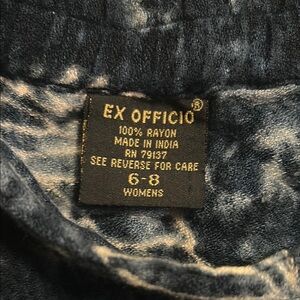 EX OFFICIO®
100% RAYON
MADE IN INDIA
RN 79137
SEE REVERSE FOR CARE
6-8
WOMENS